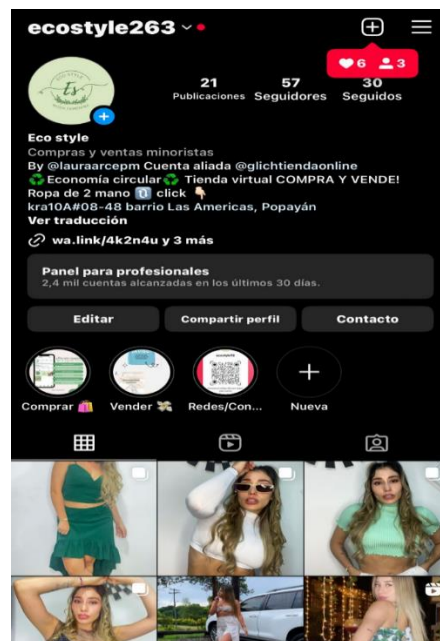 ecostyle263
6 3
21 57 30
Publicaciones Seguidores Seguidos
Es
Eco style
Compras y ventas minoristas
By @lauraarcepm Cuenta aliada @glichtiendaonline
♻️Economía circular♻️ Tienda virtual COMPRA Y VENDE!
Ropa de 2 mano 🔃 click 👇🏻
kra10A#08-48 barrio Las Americas, Popayán
Ver traducción
wa.link/4k2n4u y 3 más
Panel para profesionales
2,4 mil cuentas alcanzadas en los últimos 30 días.
Editar Compartir perfil Contacto
Comprar 🛍️ Vender 💸 Redes/Con... Nueva